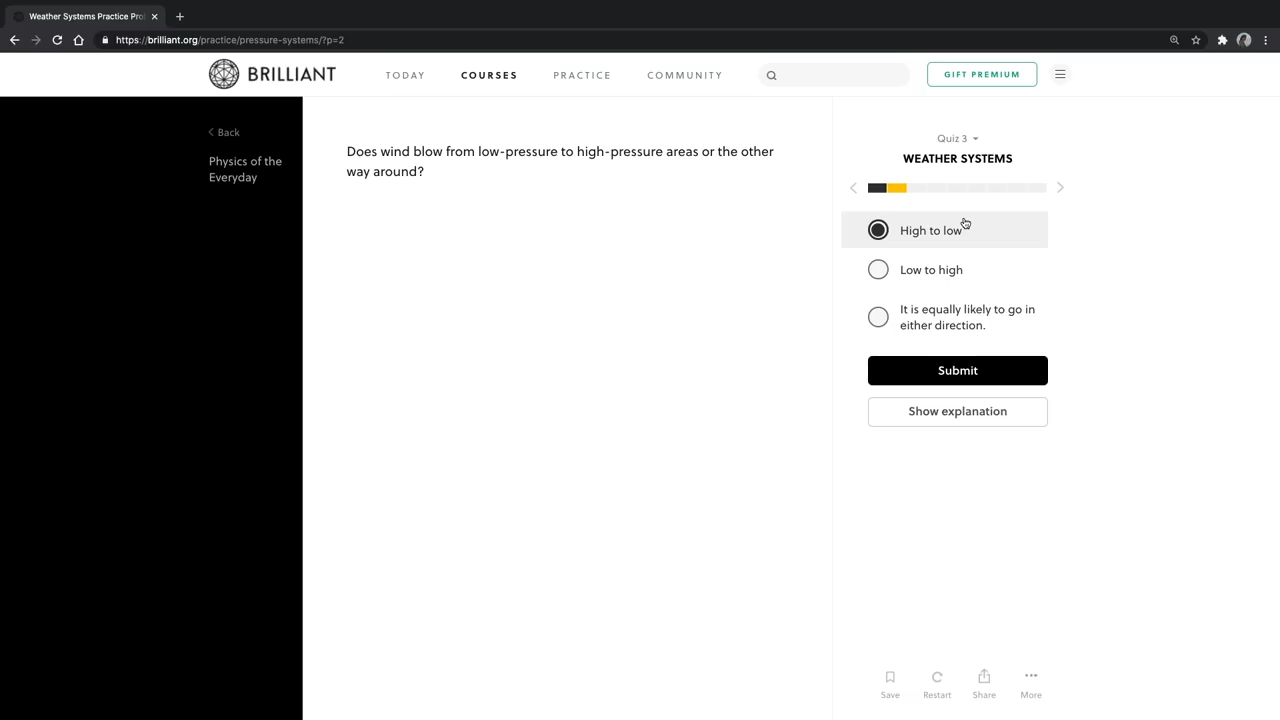 Weather Systems Practice Pro
https://brilliant.org/practice/pressure-systems/?p=2
BRILLIANT
TODAY
COURSES
PRACTICE
COMMUNITY
GIFT PREMIUM
Back
Physics of the
Everyday
Does wind blow from low-pressure to high-pressure areas or the other
way around?
Quiz 3
WEATHER SYSTEMS
High to low
Low to high
It is equally likely to go in
either direction.
Submit
Show explanation
Save
Restart
Share
More